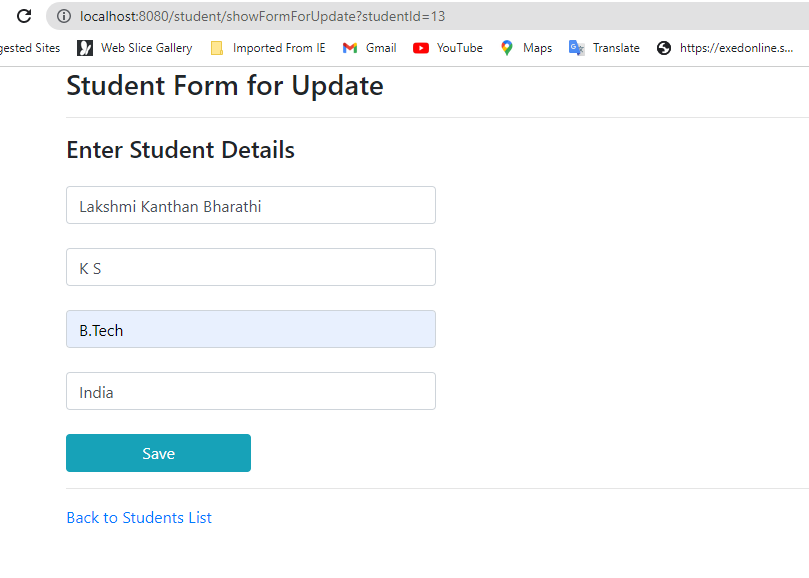 localhost:8080/student/showFormForUpdate?studentId=13
gested Sites Web Slice Gallery Imported From IE Gmail YouTube Maps Translate https://exedonline.s...
Student Form for Update
Enter Student Details
Lakshmi Kanthan Bharathi
K S
B.Tech
India
Save
Back to Students List